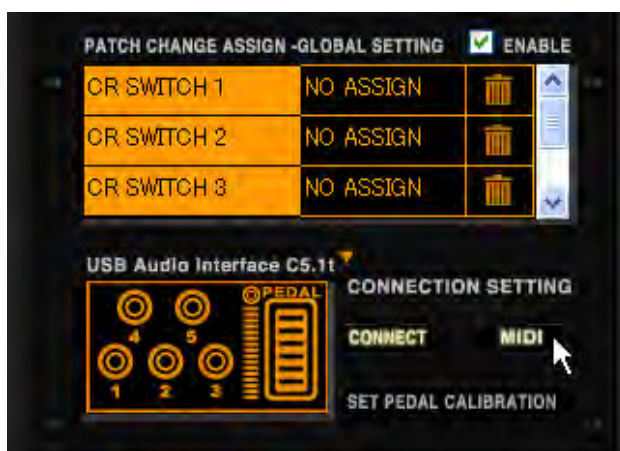 PATCH CHANGE ASSIGN -GLOBAL SETTING ENABLE
CR SWITCH 1 NO ASSIGN
CR SWITCH 2 NO ASSIGN
CR SWITCH 3 NO ASSIGN
USB Audio Interface C5.1t
CONNECTION SETTING
PEDAL
4 5
CONNECT MIDI
1 2 3
SET PEDAL CALIBRATION